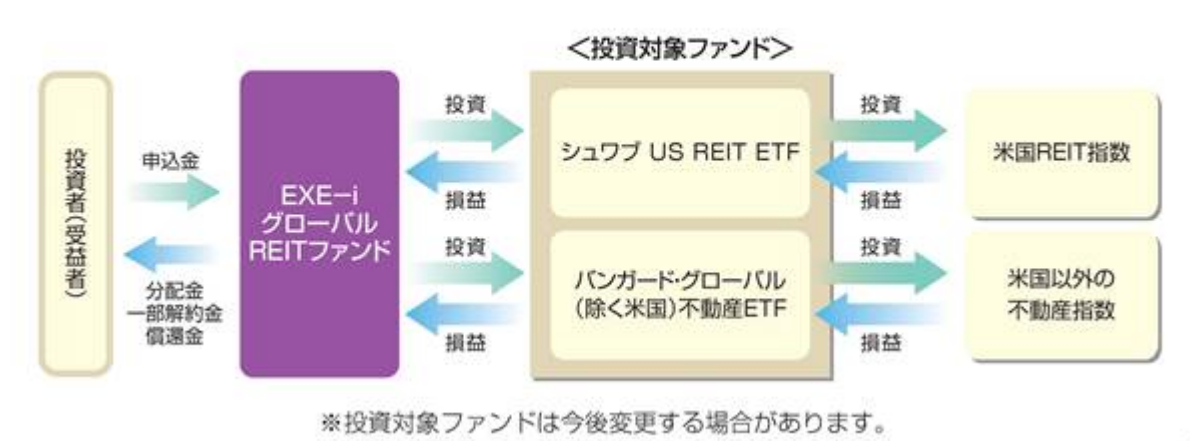 ＜投資対象ファンド＞
投資者（受益者）
申込金
分配金
一部解約金
償還金
EXE－i
グローバル
REITファンド
投資
損益
投資
損益
シュワブ US REIT ETF
バンガード・グローバル
（除く米国）不動産ETF
投資
損益
投資
損益
米国REIT指数
米国以外の
不動産指数
※投資対象ファンドは今後変更する場合があります。